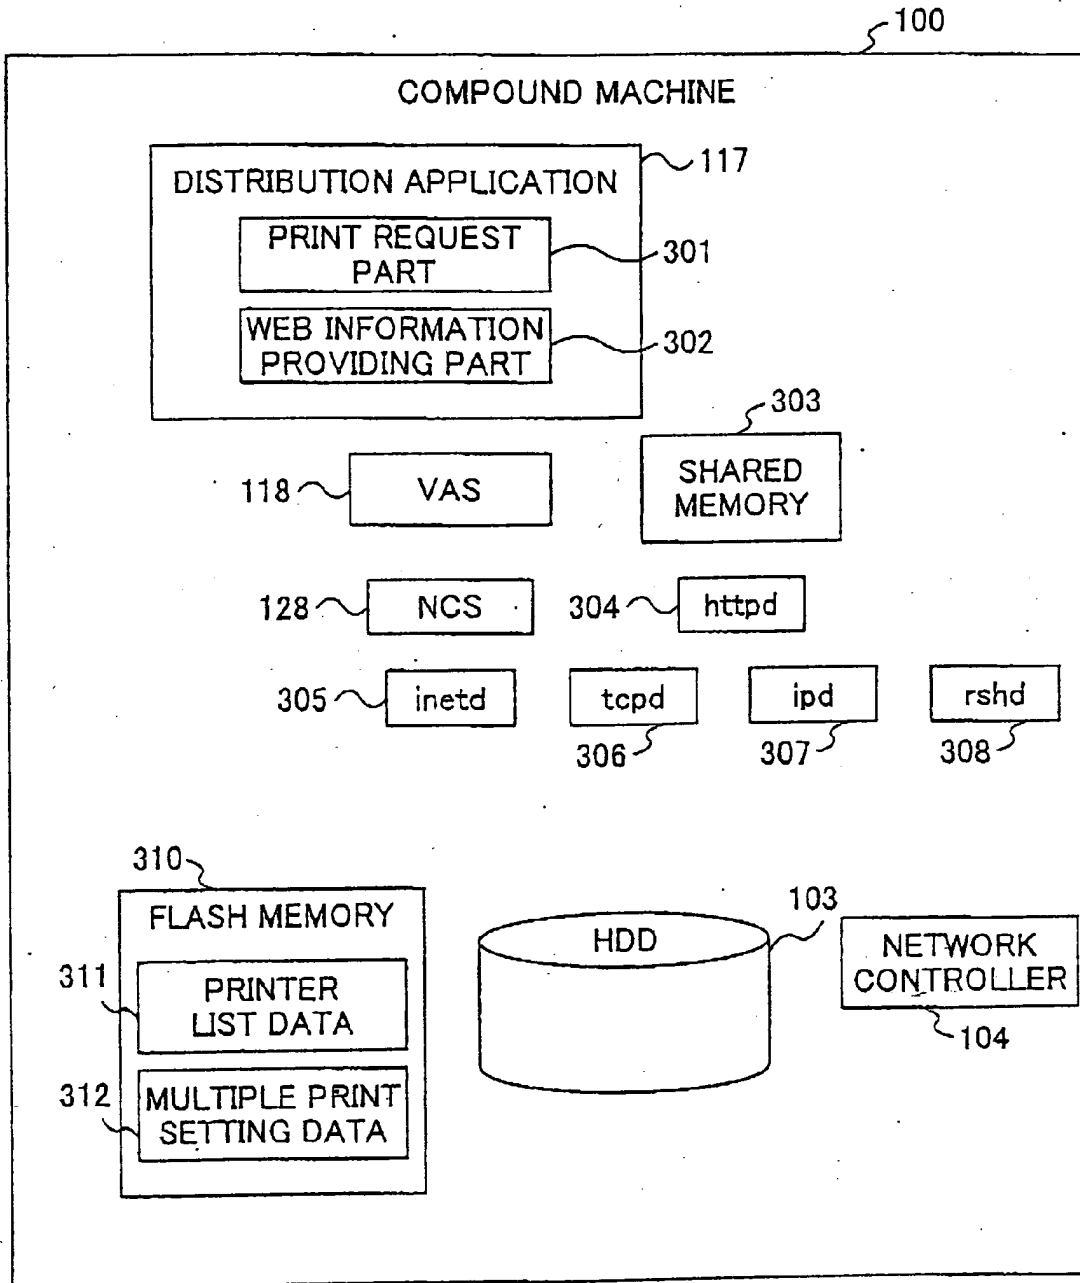 100
COMPOUND MACHINE
117
DISTRIBUTION APPLICATION
PRINT REQUEST
PART
301
WEB INFORMATION
PROVIDING PART
302
303
118
VAS
SHARED
MEMORY
128
NCS
304
httpd
305
inetd
tcpd
ipd
rshd
306
307
308
310
FLASH MEMORY
103
HDD
NETWORK
CONTROLLER
311
PRINTER
LIST DATA
104
312
MULTIPLE PRINT
SETTING DATA